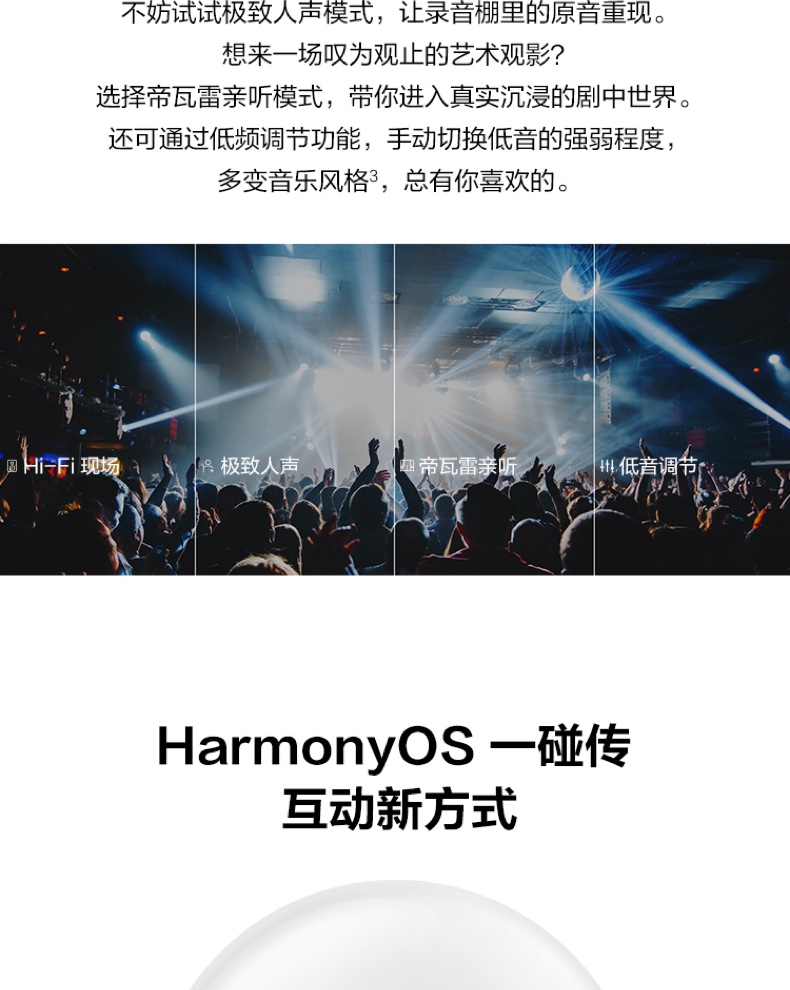 不妨试试极致人声模式，让录音棚里的原音重现。
想来一场叹为观止的艺术观影？
选择帝瓦雷亲听模式，带你进入真实沉浸的剧中世界。
还可通过低频调节功能，手动切换低音的强弱程度，
多变音乐风格3，总有你喜欢的。
Hi-Fi 现场
极致人声
帝瓦雷亲听
低音调节
HarmonyOS 一碰传
互动新方式